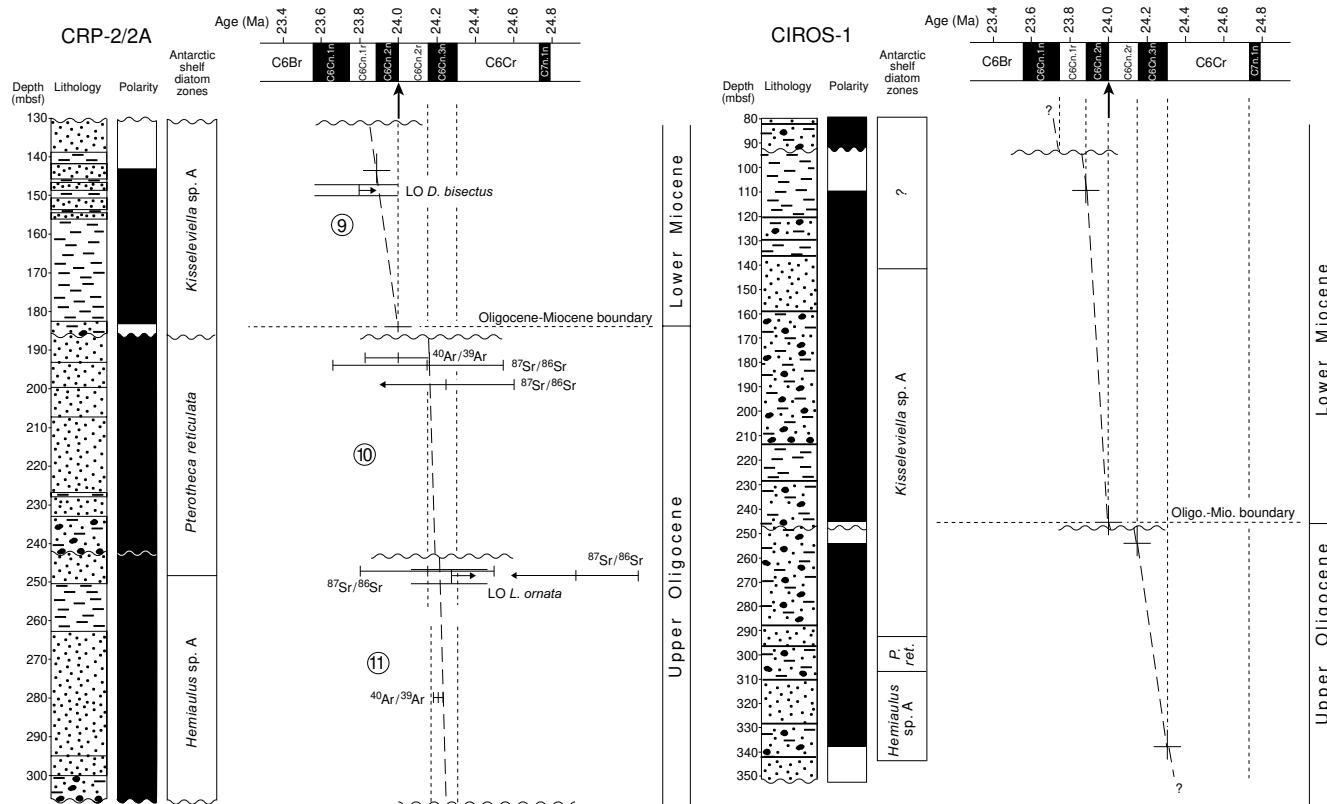 CRP-2/2A
Age (Ma)
23.4
23.6
23.8
24.0
24.2
24.4
24.6
24.8
C6Br
C6Cn.1n
C6Cn.1r
C6Cn.2n
C6Cn.2r
C6Cn.3n
C6Cr
C7n.1n
Depth
(mbsf)
Lithology
Polarity
Antarctic
shelf
diatom
zones
130
140
150
160
170
180
190
200
210
220
230
240
250
260
270
280
290
300
Kisseleviella sp. A
Pterotheca reticulata
Hemiaulus sp. A
LO D. bisectus
9
Oligocene-Miocene boundary
40Ar/39Ar
87Sr/86Sr
87Sr/86Sr
10
87Sr/86Sr
87Sr/86Sr
LO L. ornata
11
40Ar/39Ar
Lower Miocene
Upper Oligocene
CIROS-1
Age (Ma)
23.4
23.6
23.8
24.0
24.2
24.4
24.6
24.8
C6Br
C6Cn.1n
C6Cn.1r
C6Cn.2n
C6Cn.2r
C6Cn.3n
C6Cr
C7n.1n
Depth
(mbsf)
Lithology
Polarity
Antarctic
shelf
diatom
zones
80
90
100
110
120
130
140
150
160
170
180
190
200
210
220
230
240
250
260
270
280
290
300
310
320
330
340
350
?
Kisseleviella sp. A
P.
ret.
Hemiaulus
sp. A
?
Oligo.-Mio. boundary
?
Lower Miocene
Upper Oligocene